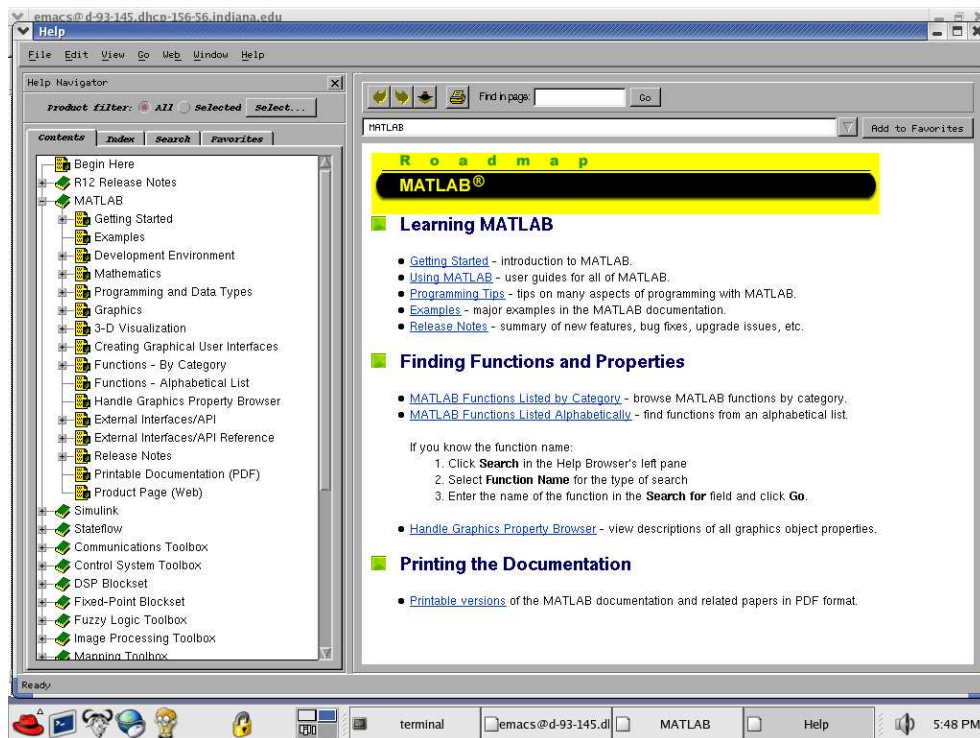 emacs@d-93-145.dhcp-156-56.indiana.edu
Help
File Edit View Go Web Window Help
Help Navigator
Product filter: All Selected Select...
Contents Index Search Favorites
Begin Here
R12 Release Notes
MATLAB
Getting Started
Examples
Development Environment
Mathematics
Programming and Data Types
Graphics
3-D Visualization
Creating Graphical User Interfaces
Functions - By Category
Functions - Alphabetical List
Handle Graphics Property Browser
External Interfaces/API
External Interfaces/API Reference
Release Notes
Printable Documentation (PDF)
Product Page (Web)
Simulink
Stateflow
Communications Toolbox
Control System Toolbox
DSP Blockset
Fixed-Point Blockset
Fuzzy Logic Toolbox
Image Processing Toolbox
Mapping Toolbox
Find in page: Go
MATLAB Add to Favorites
Roadmap
MATLAB®
Learning MATLAB
• Getting Started - introduction to MATLAB.
• Using MATLAB - user guides for all of MATLAB.
• Programming Tips - tips on many aspects of programming with MATLAB.
• Examples - major examples in the MATLAB documentation.
• Release Notes - summary of new features, bug fixes, upgrade issues, etc.
Finding Functions and Properties
• MATLAB Functions Listed by Category - browse MATLAB functions by category.
• MATLAB Functions Listed Alphabetically - find functions from an alphabetical list.
If you know the function name:
1. Click Search in the Help Browser's left pane
2. Select Function Name for the type of search
3. Enter the name of the function in the Search for field and click Go.
• Handle Graphics Property Browser - view descriptions of all graphics object properties.
Printing the Documentation
• Printable versions of the MATLAB documentation and related papers in PDF format.
Ready
terminal emacs@d-93-145.dl MATLAB Help 5:48 PM